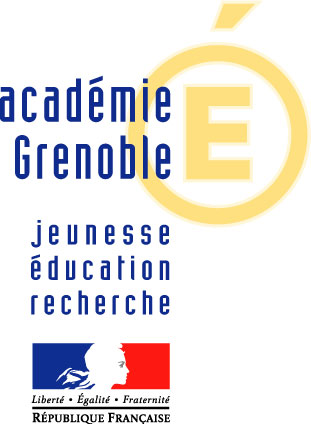 académie
Grenoble
É
jeunesse
éducation
recherche
Liberté • Égalité • Fraternité
RÉPUBLIQUE FRANÇAISE